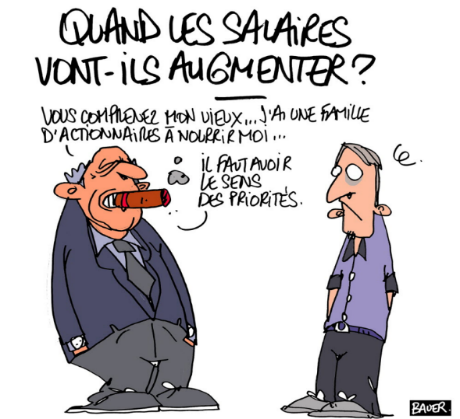 QUAND LES SALAIRES
VONT-ILS AUGMENTER ?
VOUS COMPRENEZ MON VIEUX... J'AI UNE FAMILLE
D'ACTIONNAIRES À NOURRIR MOI...
IL FAUT AVOIR
LE SENS
DES PRIORITÉS.
BAUER.